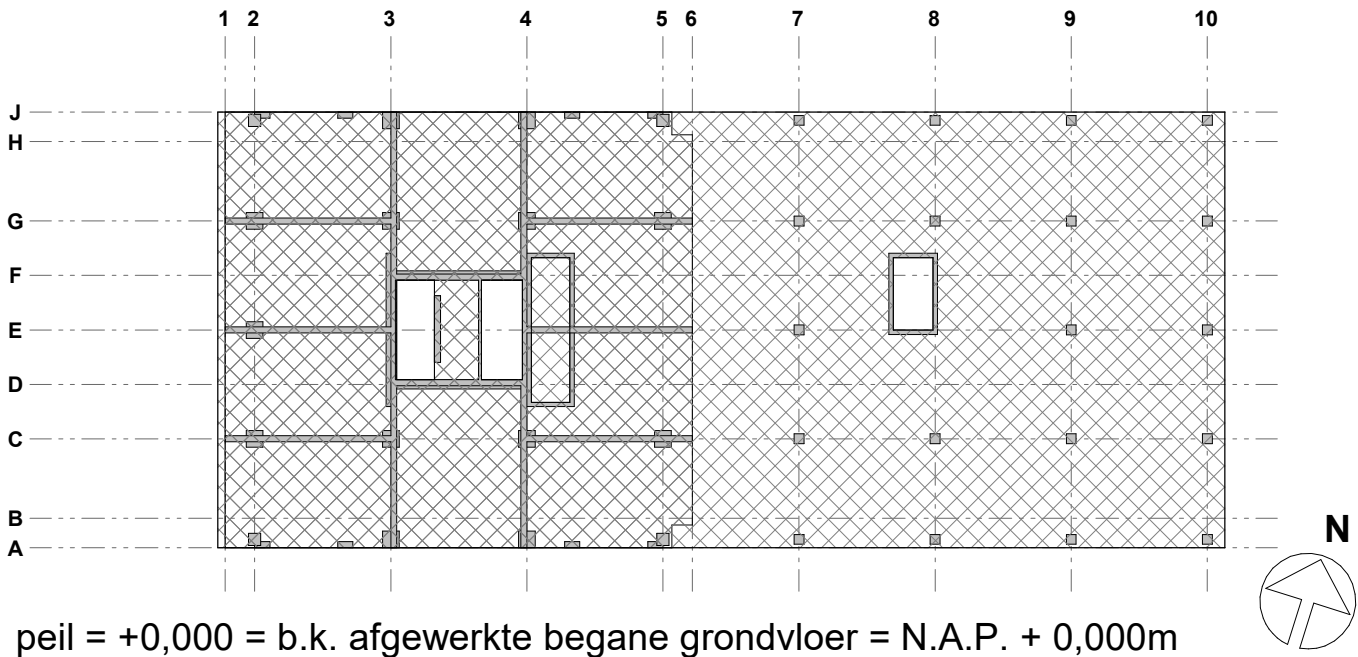 1 2 3 4 5 6 7 8 9 10
J
H
G
F
E
D
C
B
A
N
peil = +0,000 = b.k. afgewerkte begane grondvloer = N.A.P. + 0,000m